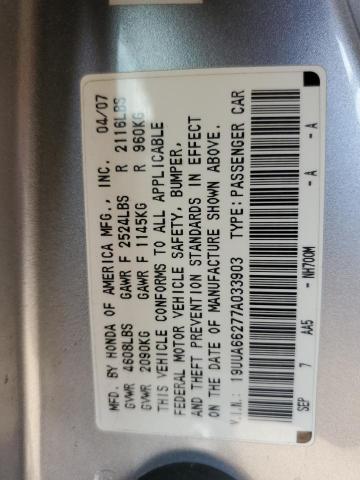 MFD. BY HONDA OF AMERICA MFG., INC. 04/07
GVWR 4608LBS GAWR F 2524LBS R 2116LBS
GVWR 2090KG GAWR F 1145KG R 960KG
THIS VEHICLE CONFORMS TO ALL APPLICABLE
FEDERAL MOTOR VEHICLE SAFETY, BUMPER,
AND THEFT PREVENTION STANDARDS IN EFFECT
ON THE DATE OF MANUFACTURE SHOWN ABOVE.
V.I.N.: 19UUA66277A033903 TYPE: PASSENGER CAR
SEP 7 AA5 - NH700M - A - A